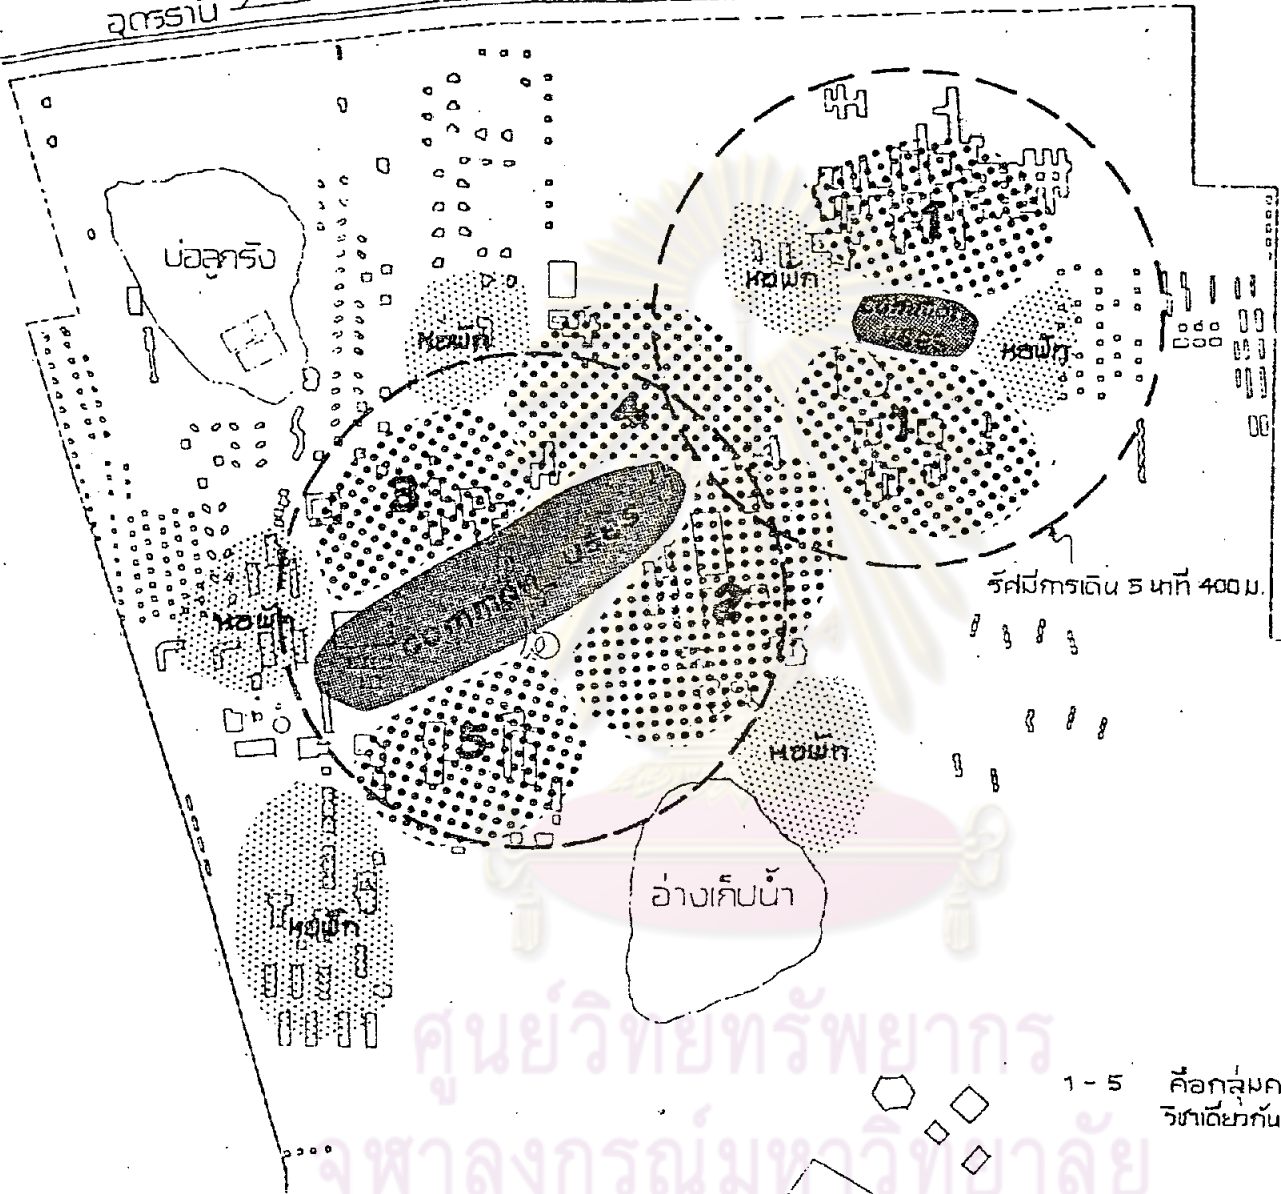 อุดรธานี
บ่อลูกรัง
หอพัก
1
หอพัก
common uses
หอพัก
4
3
1
common uses
2
รัศมีการเดิน 5 นาที 400 ม.
หอพัก
5
หอพัก
อ่างเก็บน้ำ
หอพัก
ศูนย์วิทยทรัพยากร
1 - 5 คือกลุ่มค
วิชาเดียวกัน
จุฬาลงกรณ์มหาวิทยาลัย